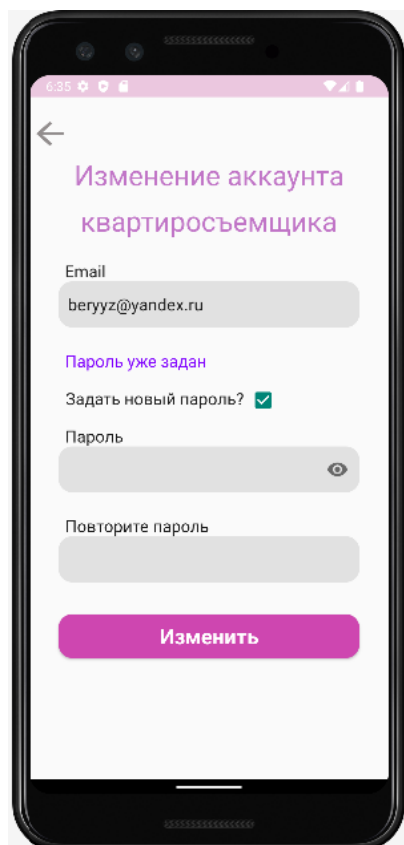 6:35
Изменение аккаунта
квартиросъемщика
Email
beryyz@yandex.ru
Пароль уже задан
Задать новый пароль?
Пароль
Повторите пароль
Изменить